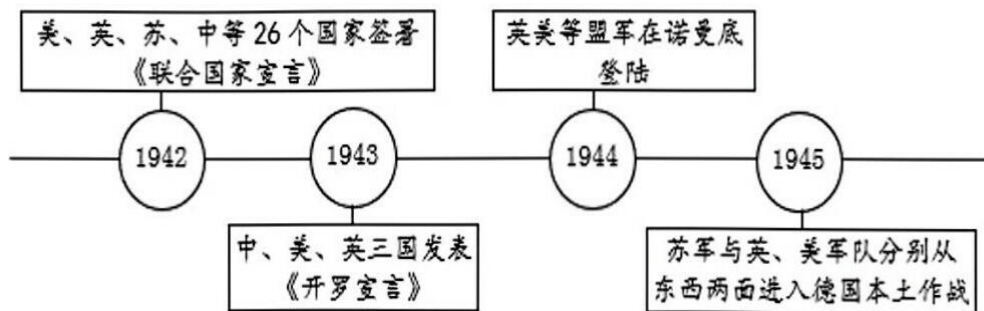 美、英、苏、中等26个国家签署
《联合国家宣言》
英美等盟军在诺曼底
登陆
1942
1943
1944
1945
中、美、英三国发表
《开罗宣言》
苏军与英、美军队分别从
东西两面进入德国本土作战